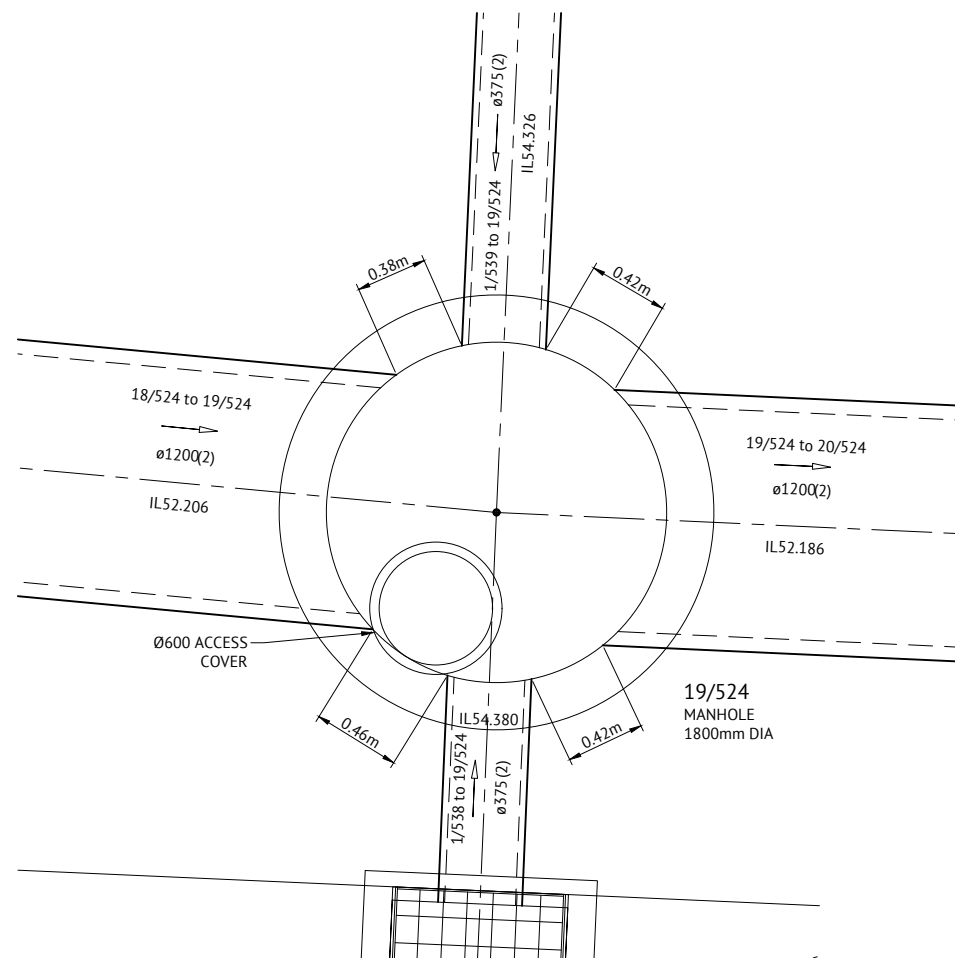 ø375(2)
IL54.326
1/539 to 19/524
0.38m
0.42m
18/524 to 19/524
ø1200(2)
IL52.206
19/524 to 20/524
ø1200(2)
IL52.186
Ø600 ACCESS
COVER
19/524
MANHOLE
1800mm DIA
0.46m
IL54.380
0.42m
1/538 to 19/524
ø375(2)